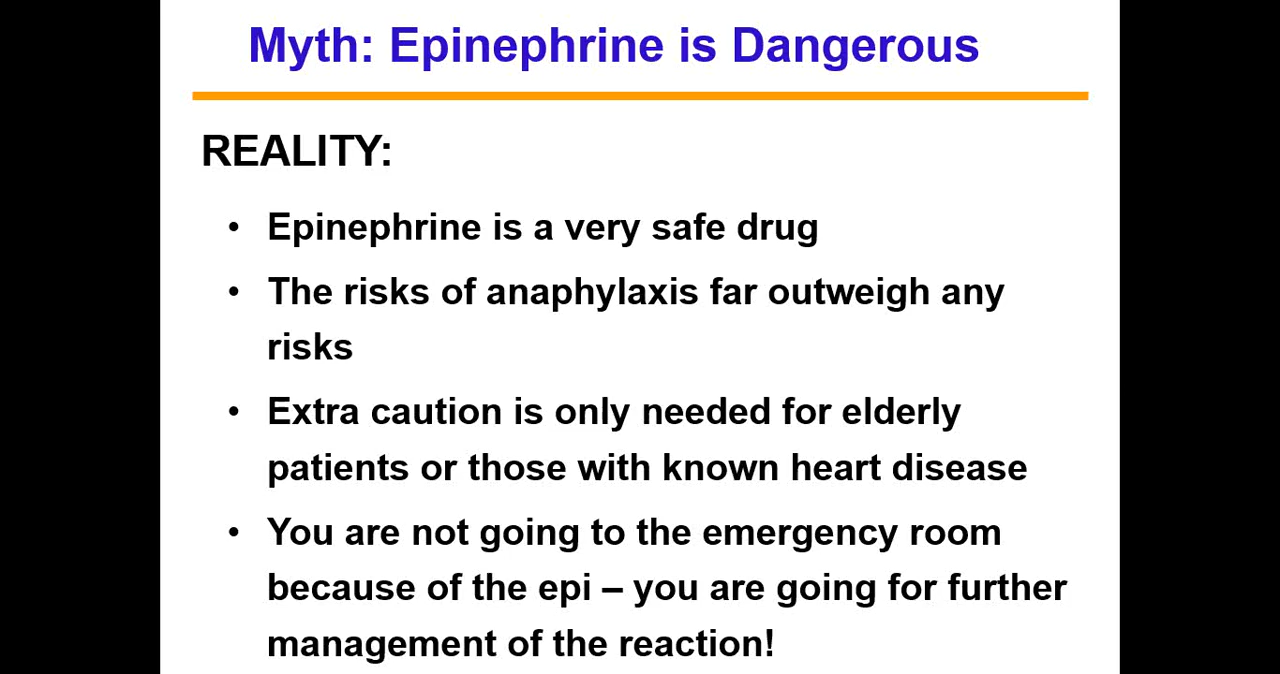 Myth: Epinephrine is Dangerous
REALITY:
• Epinephrine is a very safe drug
• The risks of anaphylaxis far outweigh any
risks
• Extra caution is only needed for elderly
patients or those with known heart disease
• You are not going to the emergency room
because of the epi – you are going for further
management of the reaction!